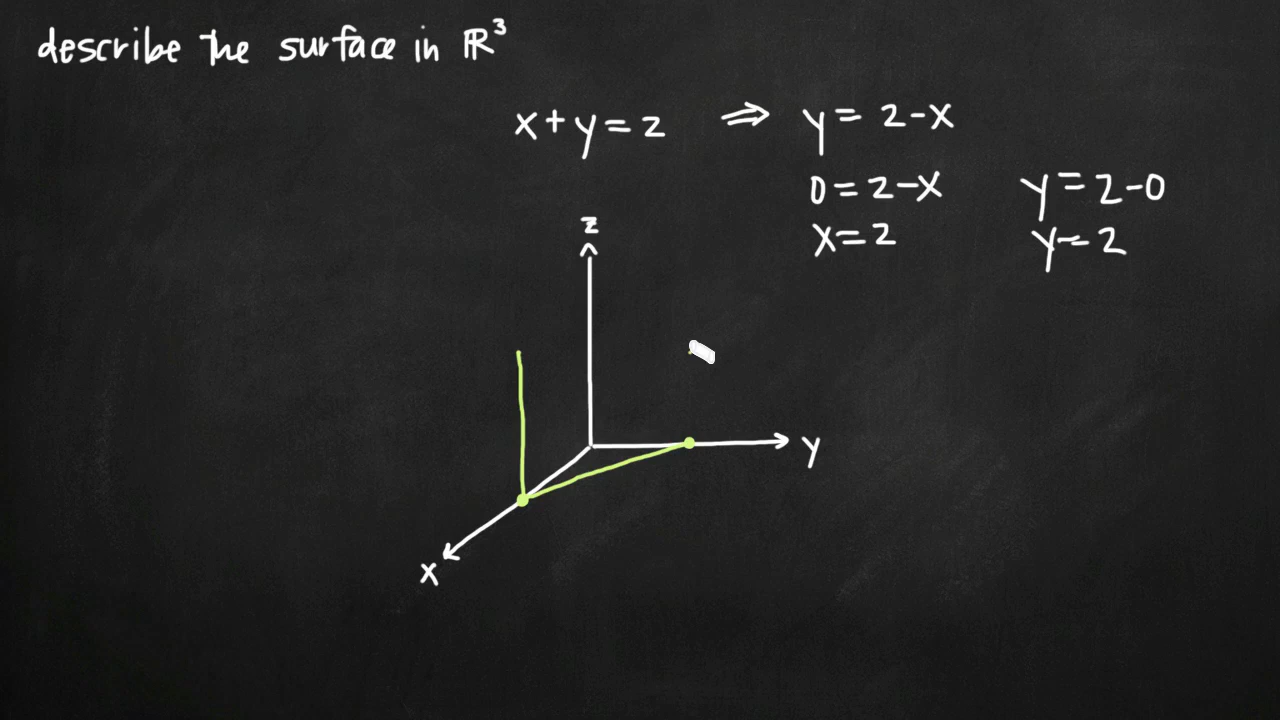 describe the surface in ℝ³
x+y=2 ⇒ y=2-x
0=2-x y=2-0
x=2 y=2
z
y
x